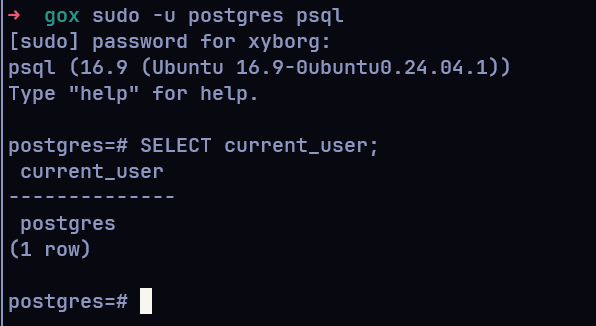 ➜  gox sudo -u postgres psql
[sudo] password for xyborg:
psql (16.9 (Ubuntu 16.9-0ubuntu0.24.04.1))
Type "help" for help.

postgres=# SELECT current_user;
 current_user
--------------
 postgres
(1 row)

postgres=#